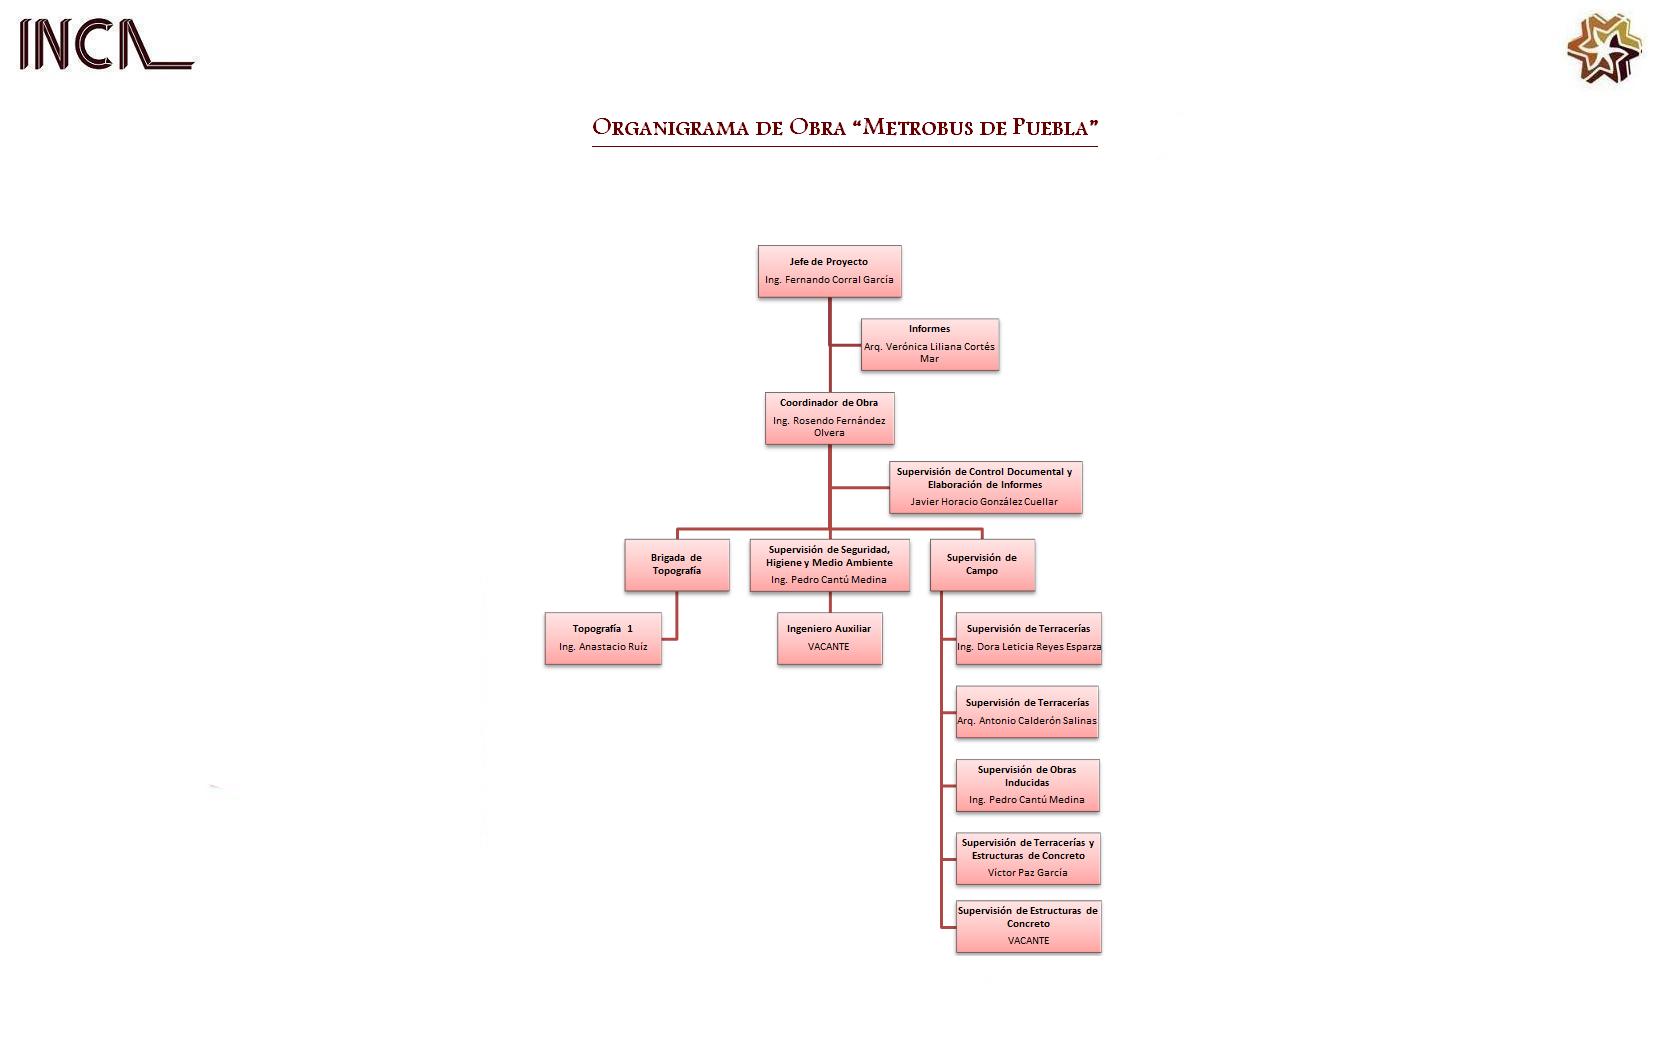 INCA
Organigrama de Obra “Metrobus de Puebla”
Jefe de Proyecto
Ing. Fernando Corral García
Informes
Arq. Verónica Liliana Cortés
Mar
Coordinador de Obra
Ing. Rosendo Fernández
Olvera
Supervisión de Control Documental y
Elaboración de Informes
Javier Horacio González Cuellar
Brigada de
Topografía
Supervisión de Seguridad,
Higiene y Medio Ambiente
Ing. Pedro Cantú Medina
Supervisión de
Campo
Topografía 1
Ing. Anastacio Ruíz
Ingeniero Auxiliar
VACANTE
Supervisión de Terracerías
Ing. Dora Leticia Reyes Esparza
Supervisión de Terracerías
Arq. Antonio Calderón Salinas
Supervisión de Obras
Inducidas
Ing. Pedro Cantú Medina
Supervisión de Terracerías y
Estructuras de Concreto
Víctor Paz García
Supervisión de Estructuras de
Concreto
VACANTE